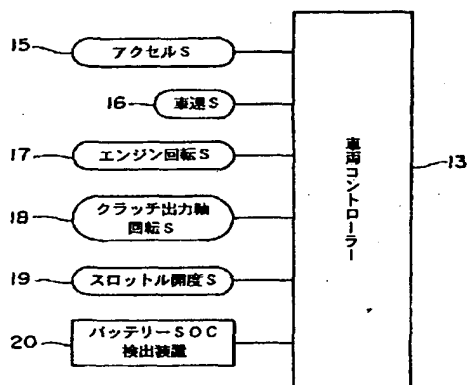 15 アクセルS
16 車速S
17 エンジン回転S
18 クラッチ出力軸
回転S
19 スロットル開度S
20 バッテリーSOC
検出装置
車両コントローラー
13